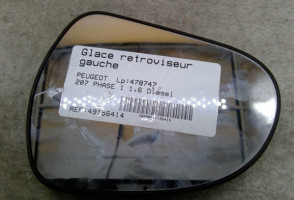 Glace retroviseur
gauche
PEUGEOT Lp:478747
207 PHASE 1 1.6 Diesel
REF:49756414